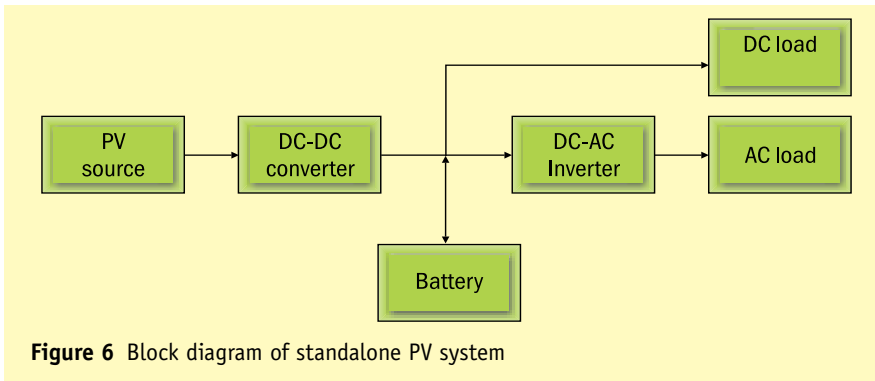 DC load
PV
source
DC-DC
converter
DC-AC
Inverter
AC load
Battery
Figure 6 Block diagram of standalone PV system